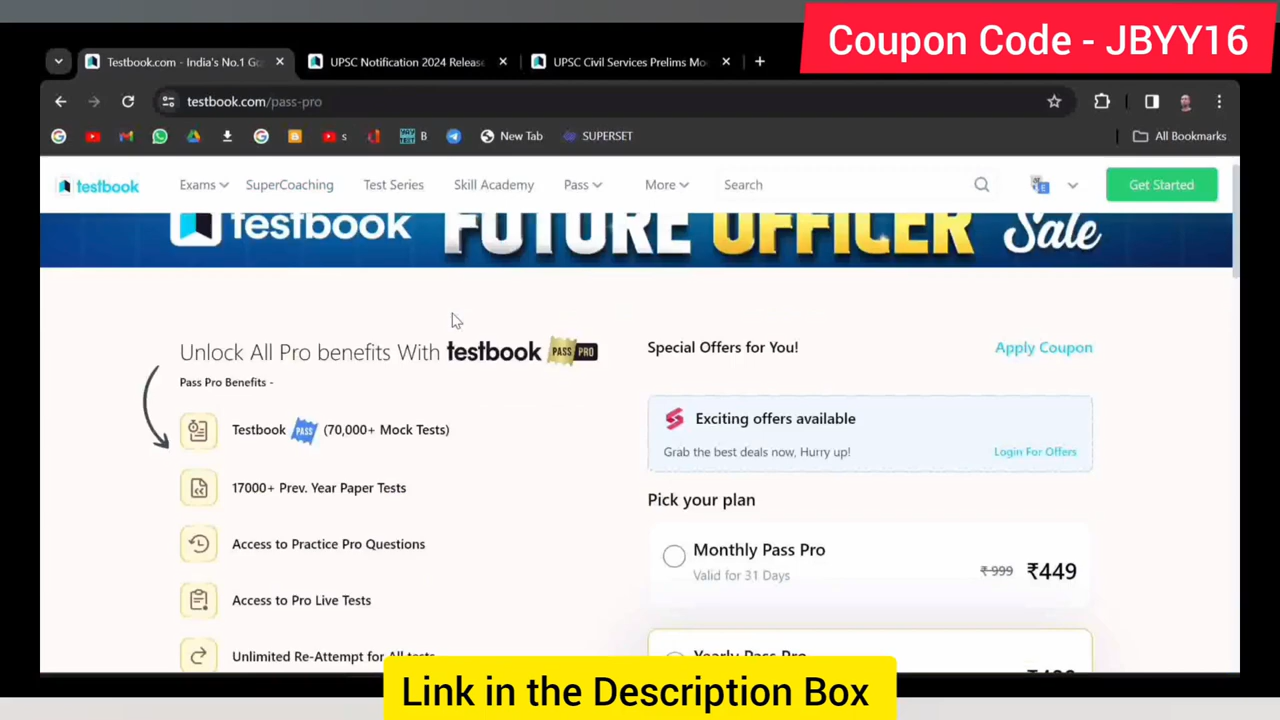 Coupon Code - JBYY16
Testbook.com - India's No.1 Go
UPSC Notification 2024 Release
UPSC Civil Services Prelims Mo
testbook.com/pass-pro
s
B
New Tab
SUPERSET
All Bookmarks
testbook
Exams
SuperCoaching
Test Series
Skill Academy
Pass
More
Search
Get Started
testbook FUTURE OFFICER Sale
Unlock All Pro benefits With testbook PASS PRO
Pass Pro Benefits -
Testbook PASS (70,000+ Mock Tests)
17000+ Prev. Year Paper Tests
Access to Practice Pro Questions
Access to Pro Live Tests
Unlimited Re-Attempt for All tests
Special Offers for You!
Apply Coupon
Exciting offers available
Grab the best deals now, Hurry up!
Login For Offers
Pick your plan
Monthly Pass Pro
Valid for 31 Days
₹ 999 ₹449
Yearly Pass Pro
Link in the Description Box